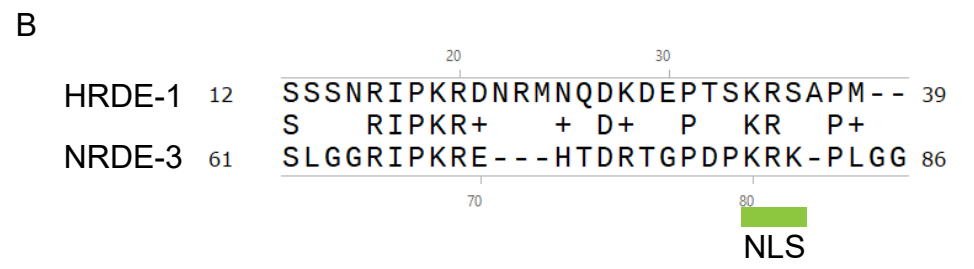 B
20 30
HRDE-1 12 SSSNRIPKRDNRMNQDKDEPTSKRSAPM-- 39
S   RIPKR+   + D+  P  KR  P+
NRDE-3 61 SLGGRIPKRE---HTDRTGPDPKRK-PLGG 86
70 80
NLS